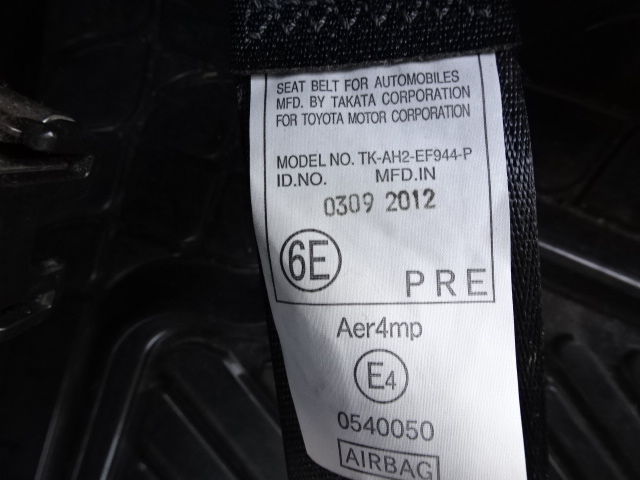 SEAT BELT FOR AUTOMOBILES
MFD. BY TAKATA CORPORATION
FOR TOYOTA MOTOR CORPORATION
MODEL NO. TK-AH2-EF944-P
ID.NO. MFD.IN
0309 2012
6E
PRE
Aer4mp
E4
0540050
AIRBAG